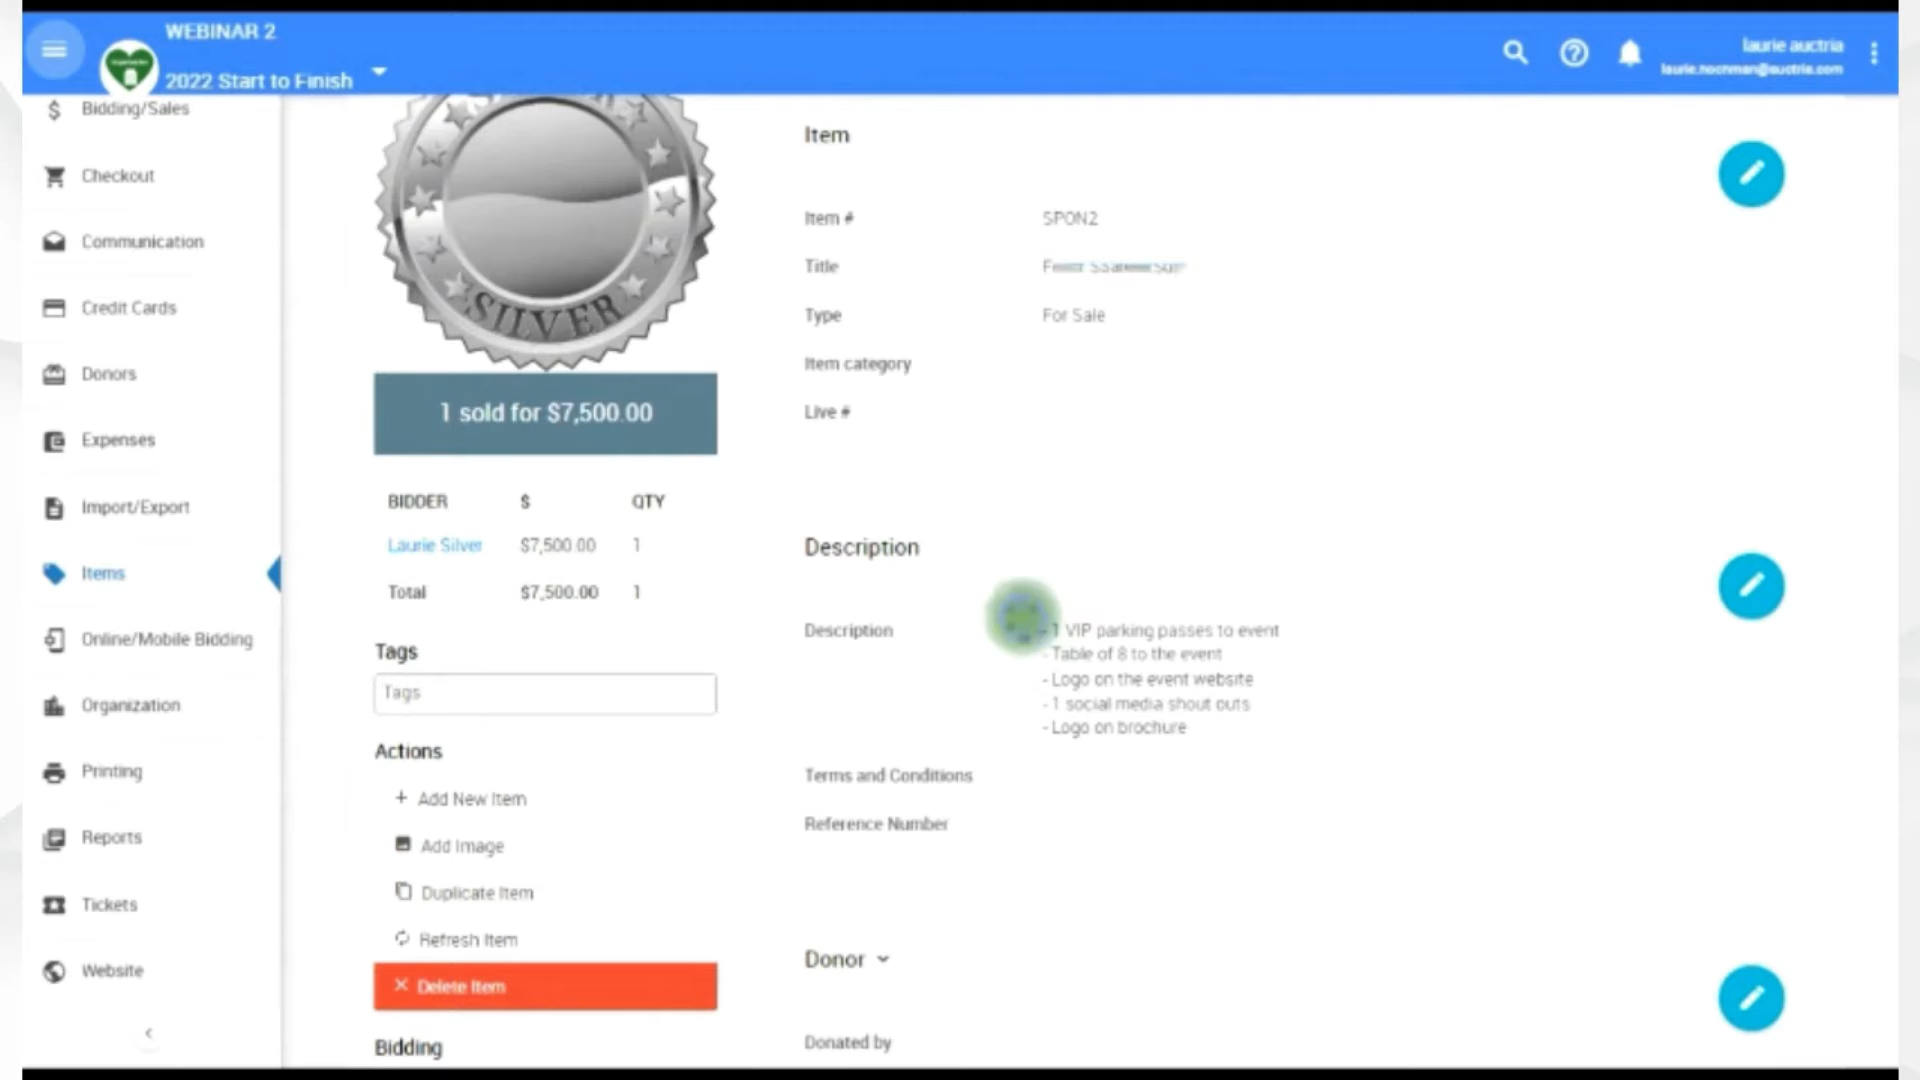 WEBINAR 2
2022 Start to Finish
laurie auctria
laurie.hochman@auctria.com
Bidding/Sales
Checkout
Communication
Credit Cards
Donors
Expenses
Import/Export
Items
Online/Mobile Bidding
Organization
Printing
Reports
Tickets
Website
SILVER
1 sold for $7,500.00
BIDDER $ QTY
Laurie Silver $7,500.00 1
Total $7,500.00 1
Tags
Tags
Actions
+ Add New Item
Add Image
Duplicate Item
Refresh Item
× Delete Item
Bidding
Item
Item # SPON2
Title
Type For Sale
Item category
Live #
Description
Description
- 1 VIP parking passes to event
- Table of 8 to the event
- Logo on the event website
- 1 social media shout outs
- Logo on brochure
Terms and Conditions
Reference Number
Donor
Donated by